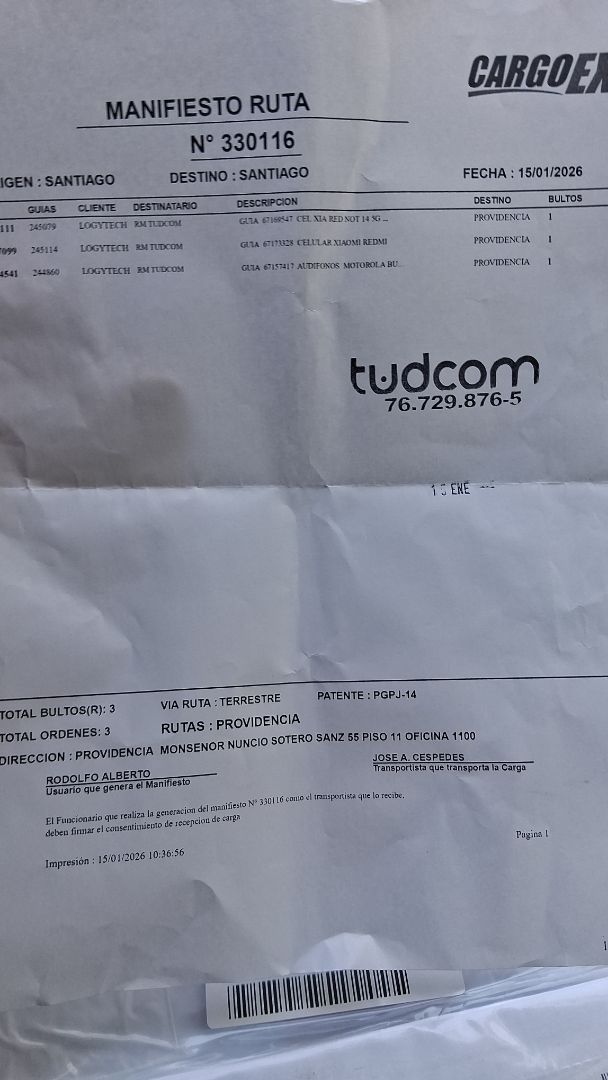 CARGOEX
MANIFIESTO RUTA
N° 330116
IGEN : SANTIAGO DESTINO : SANTIAGO FECHA : 15/01/2026
GUIAS CLIENTE DESTINATARIO DESCRIPCION DESTINO BULTOS
111 245079 LOGYTECH RM TUDCOM GUIA 67169547 CEL XIA RED NOT 14 5G ... PROVIDENCIA 1
7099 245114 LOGYTECH RM TUDCOM GUIA 67173328 CELULAR XIAOMI REDMI PROVIDENCIA 1
4541 244860 LOGYTECH RM TUDCOM GUIA 67157417 AUDIFONOS MOTOROLA BU... PROVIDENCIA 1
tudcom
76.729.876-5
ENE
TOTAL BULTOS(R): 3 VIA RUTA : TERRESTRE PATENTE : PGPJ-14
TOTAL ORDENES: 3 RUTAS : PROVIDENCIA
DIRECCION : PROVIDENCIA MONSENOR NUNCIO SOTERO SANZ 55 PISO 11 OFICINA 1100
RODOLFO ALBERTO JOSE A. CESPEDES
Usuario que genera el Manifiesto Transportista que transporta la Carga
El Funcionario que realiza la generacion del manifiesto N° 330116 como el transportista que lo recibe,
deben firmar el consentimiento de recepcion de carga
Pagina 1
Impresión : 15/01/2026 10:36:56